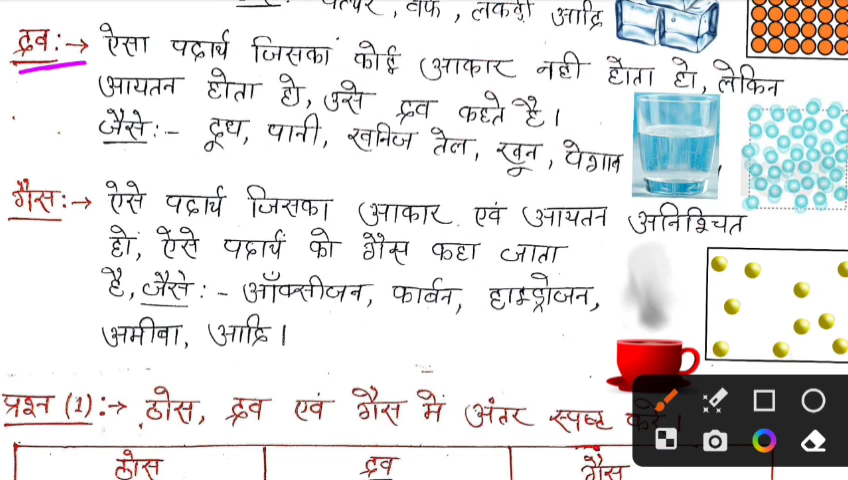 पत्थर, बर्फ, लकड़ी आदि
द्रव:→ ऐसा पदार्थ जिसका कोई आकार नही होता हो, लेकिन
आयतन होता हो, उसे द्रव कहते है।
जैसे:- दूध, पानी, खनिज तेल, खून, पेशाब
गैस:→ ऐसे पदार्थ जिसका आकार एवं आयतन अनिश्चित
हो, ऐसे पदार्थ को गैस कहा जाता
है, जैसे:- ऑक्सीजन, कार्बन, हाइड्रोजन,
अमीबा, आदि।
प्रश्न (1):→ ठोस, द्रव एवं गैस में अंतर स्पष्ट करें।
ठोस द्रव गैस